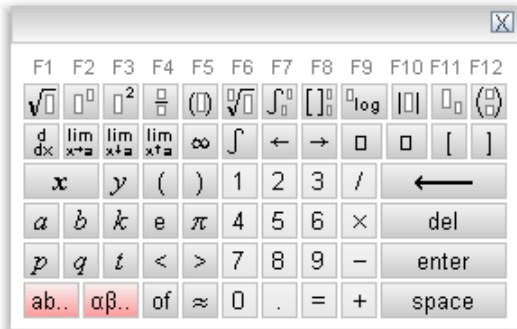 X
F1 F2 F3 F4 F5 F6 F7 F8 F9 F10 F11 F12
√▯ ▯^▯ ▯² ▯/▯ (▯) ▯√▯ ∫▯▯ [ ]▯▯ ▯log |▯| ▯▯ (▯▯)
d/dx lim x→a lim x↓a lim x↑a ∞ ∫ ← → ▯ ▯ [ ]
x y ( ) 1 2 3 / ←
a b k e π 4 5 6 × del
p q t < > 7 8 9 − enter
ab.. αβ.. of ≈ 0 . = + space